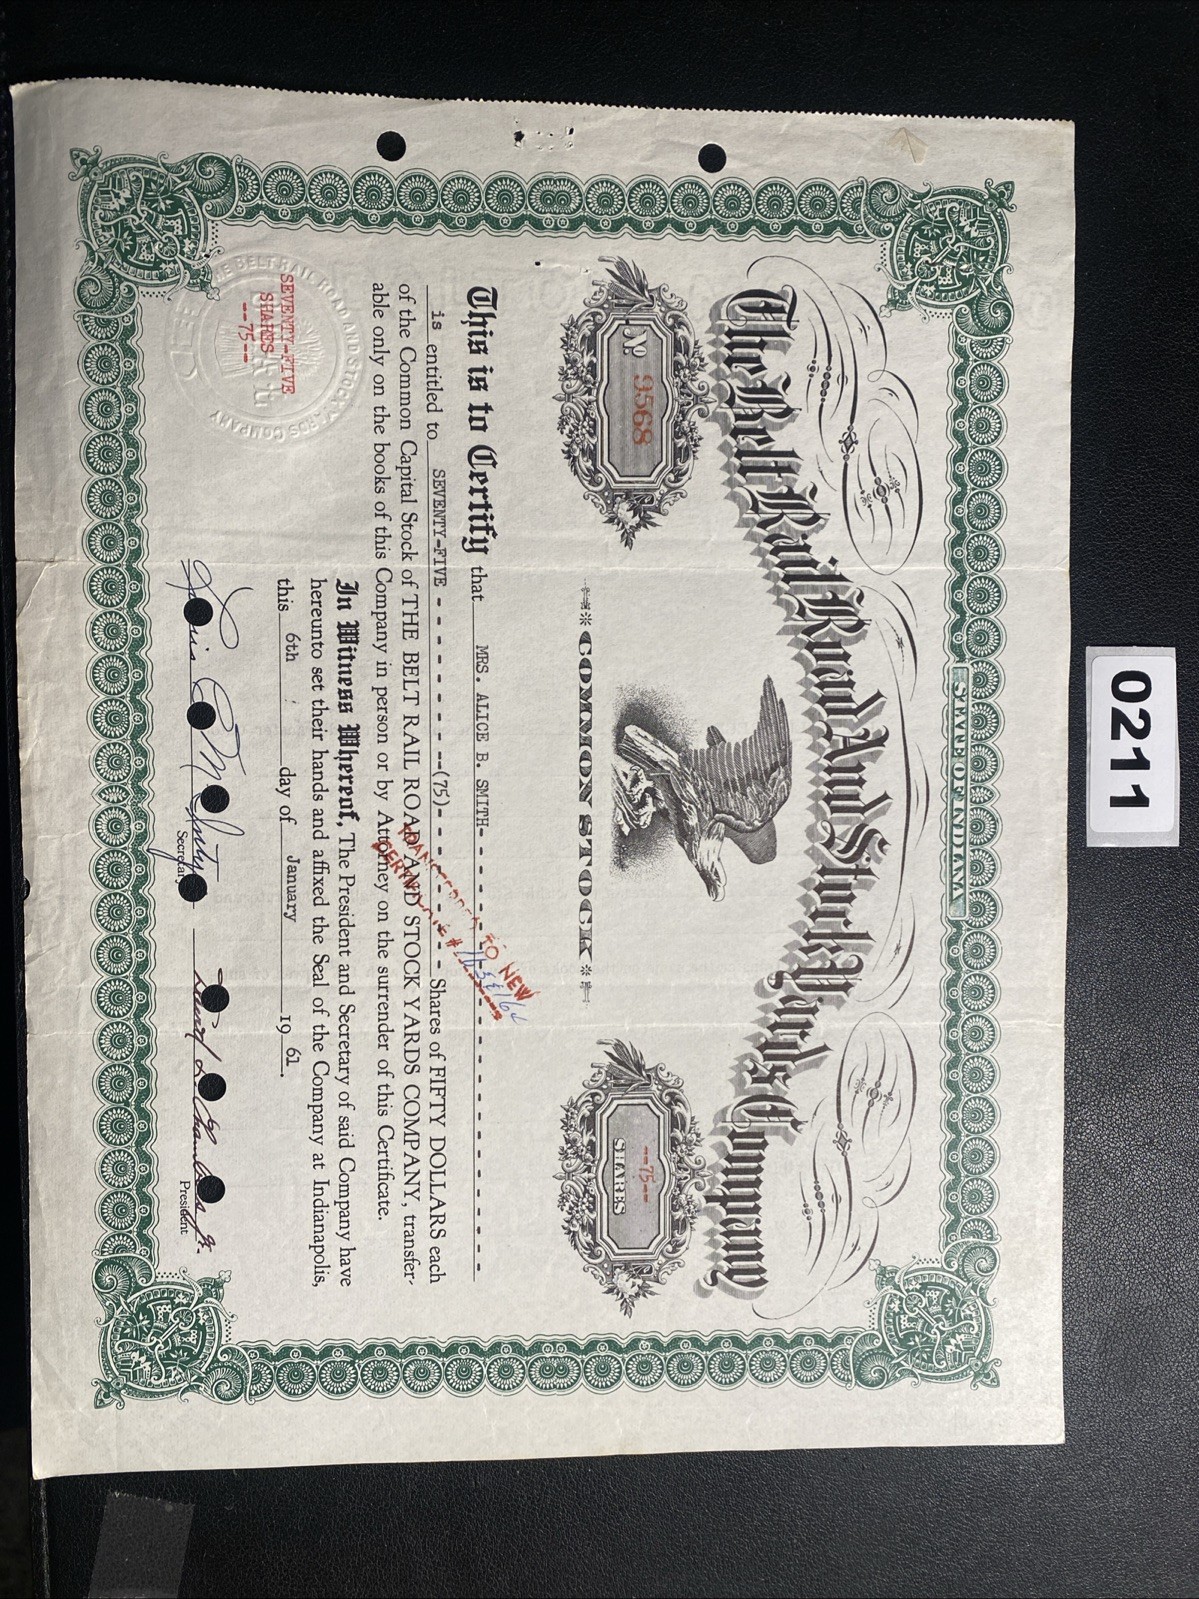 0211
STATE OF INDIANA
The Belt Rail Road And Stock Yards Company
No 9568
--75--
SHARES
COMMON STOCK
This is to Certify that MRS. ALICE B. SMITH- - - - - - - - - - - - - -
is entitled to SEVENTY-FIVE - - - - - - - --(75)- - - - - - - - Shares of FIFTY DOLLARS each
of the Common Capital Stock of THE BELT RAIL ROAD AND STOCK YARDS COMPANY, transfer-
able only on the books of this Company in person or by Attorney on the surrender of this Certificate.
TRANSFERRED TO NEW
CERTIFICATE #
In Witness Whereof, The President and Secretary of said Company have
hereunto set their hands and affixed the Seal of the Company at Indianapolis,
this 6th day of January 19 61.
SEVENTY-FIVE
SHARES
--75--
THE BELT RAIL ROAD AND STOCK YARDS COMPANY
SEAL
Secretary
President